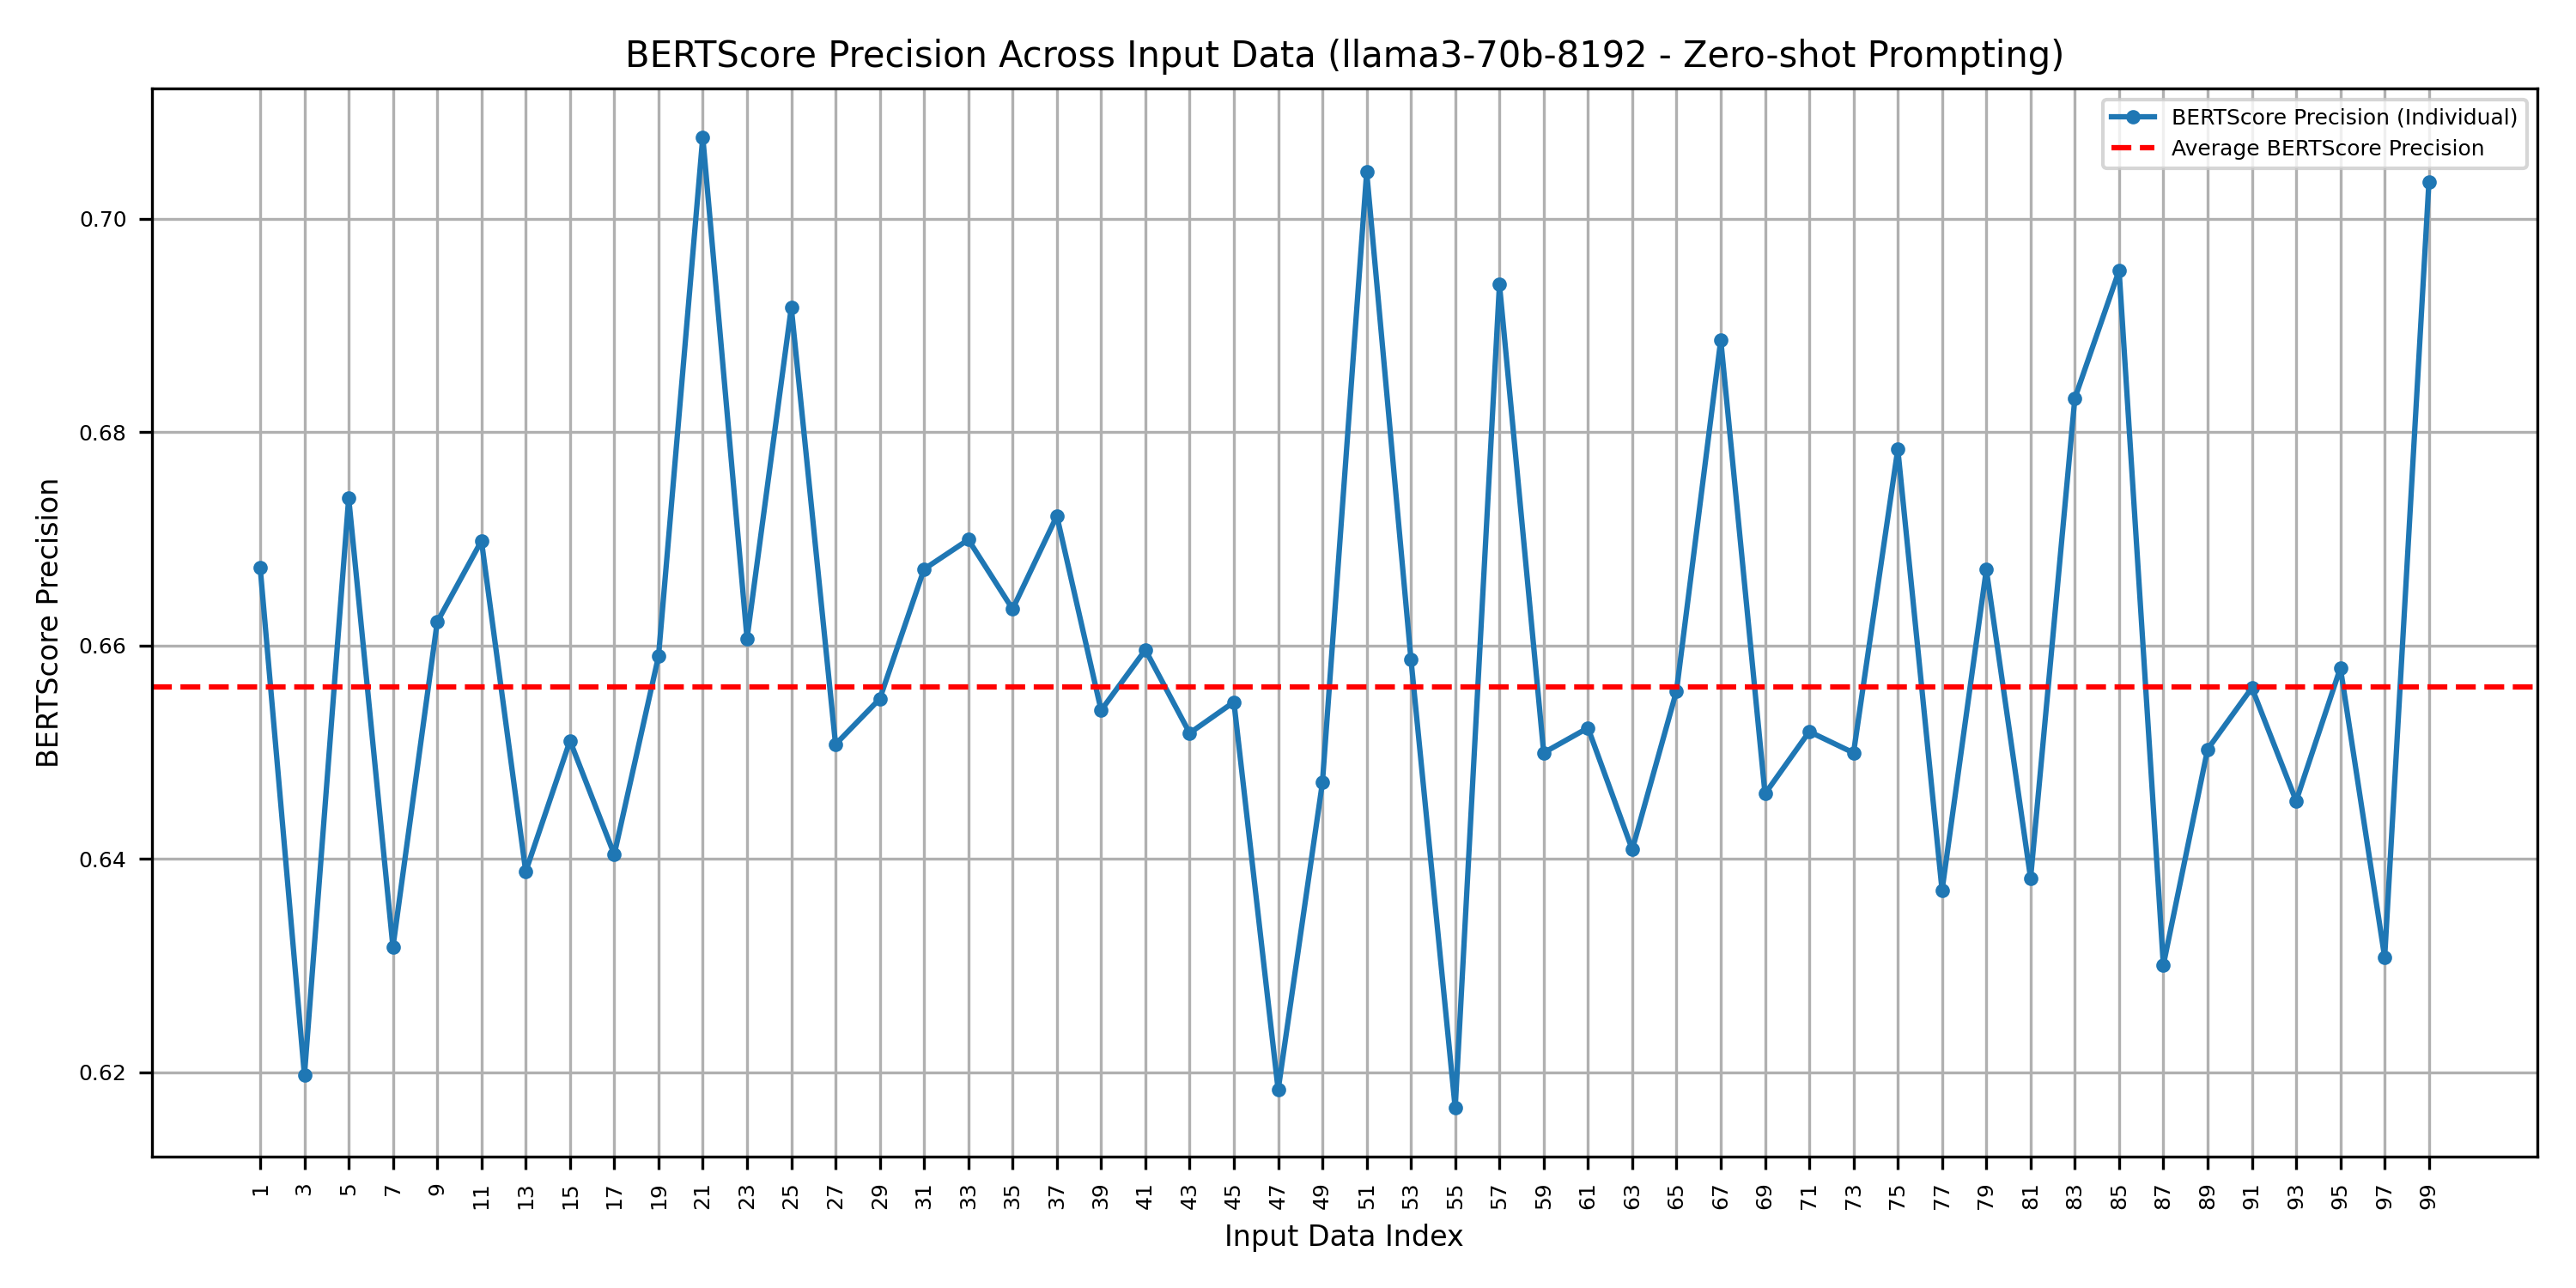 BERTScore Precision Across Input Data (llama3-70b-8192 - Zero-shot Prompting)
BERTScore Precision (Individual)
Average BERTScore Precision
BERTScore Precision
0.70
0.68
0.66
0.64
0.62
1 3 5 7 9 11 13 15 17 19 21 23 25 27 29 31 33 35 37 39 41 43 45 47 49 51 53 55 57 59 61 63 65 67 69 71 73 75 77 79 81 83 85 87 89 91 93 95 97 99
Input Data Index